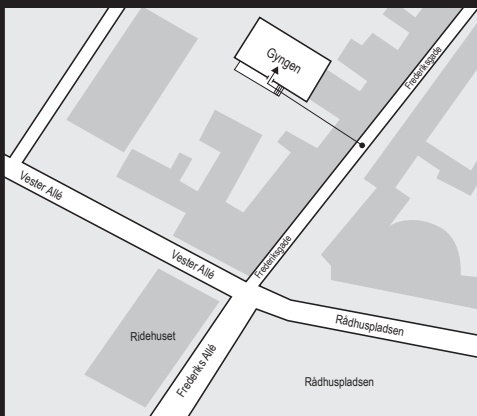 Gyngen
Frederiksgade
Vester Allé
Vester Allé
Frederiksgade
Rådhuspladsen
Ridehuset
Frederiks Allé
Rådhuspladsen